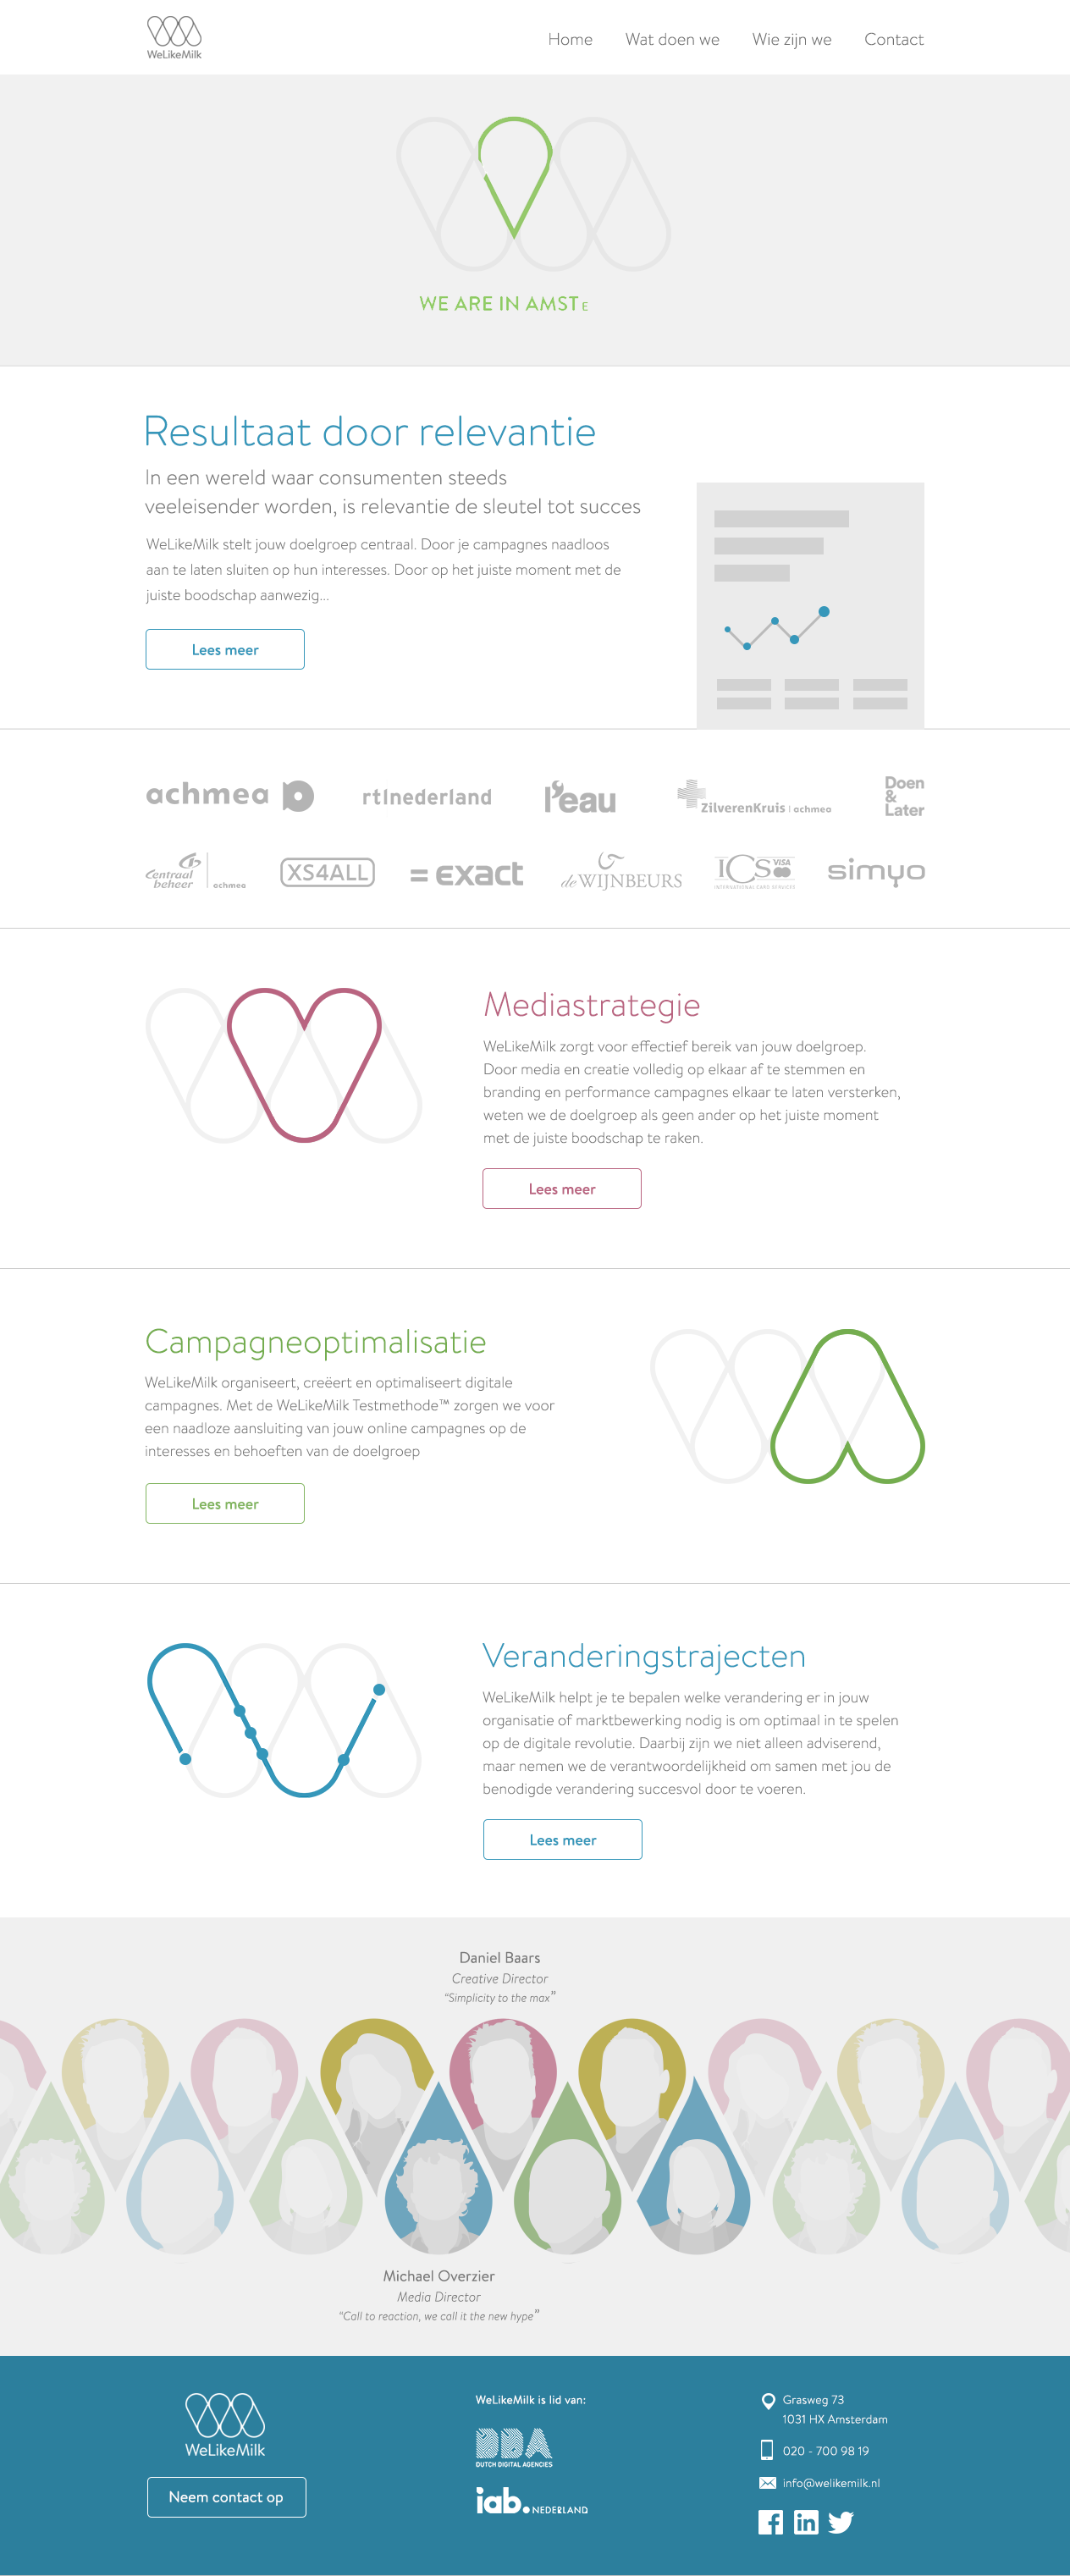 WeLikeMilk
Home Wat doen we Wie zijn we Contact
WE ARE IN AMSTE
Resultaat door relevantie
In een wereld waar consumenten steeds
veeleisender worden, is relevantie de sleutel tot succes
WeLikeMilk stelt jouw doelgroep centraal. Door je campagnes naadloos
aan te laten sluiten op hun interesses. Door op het juiste moment met de
juiste boodschap aanwezig...
Lees meer
achmea rtlnederland l'eau ZilverenKruis | achmea Doen
&
Later
Centraal
beheer achmea XS4ALL = exact de WIJNBEURS ICS VISA
INTERNATIONAL CARD SERVICES
simyo
Mediastrategie
WeLikeMilk zorgt voor effectief bereik van jouw doelgroep.
Door media en creatie volledig op elkaar af te stemmen en
branding en performance campagnes elkaar te laten versterken,
weten we de doelgroep als geen ander op het juiste moment
met de juiste boodschap te raken.
Lees meer
Campagneoptimalisatie
WeLikeMilk organiseert, creëert en optimaliseert digitale
campagnes. Met de WeLikeMilk Testmethode™ zorgen we voor
een naadloze aansluiting van jouw online campagnes op de
interesses en behoeften van de doelgroep
Lees meer
Veranderingstrajecten
WeLikeMilk helpt je te bepalen welke verandering er in jouw
organisatie of marktbewerking nodig is om optimaal in te spelen
op de digitale revolutie. Daarbij zijn we niet alleen adviserend,
maar nemen we de verantwoordelijkheid om samen met jou de
benodigde verandering succesvol door te voeren.
Lees meer
Daniel Baars
Creative Director
“Simplicity to the max”
Michael Overzier
Media Director
“Call to reaction, we call it the new hype”
WeLikeMilk
Neem contact op
WeLikeMilk is lid van:
DDA
DUTCH DIGITAL AGENCIES
iab. NEDERLAND
Grasweg 73
1031 HX Amsterdam
020 - 700 98 19
info@welikemilk.nl